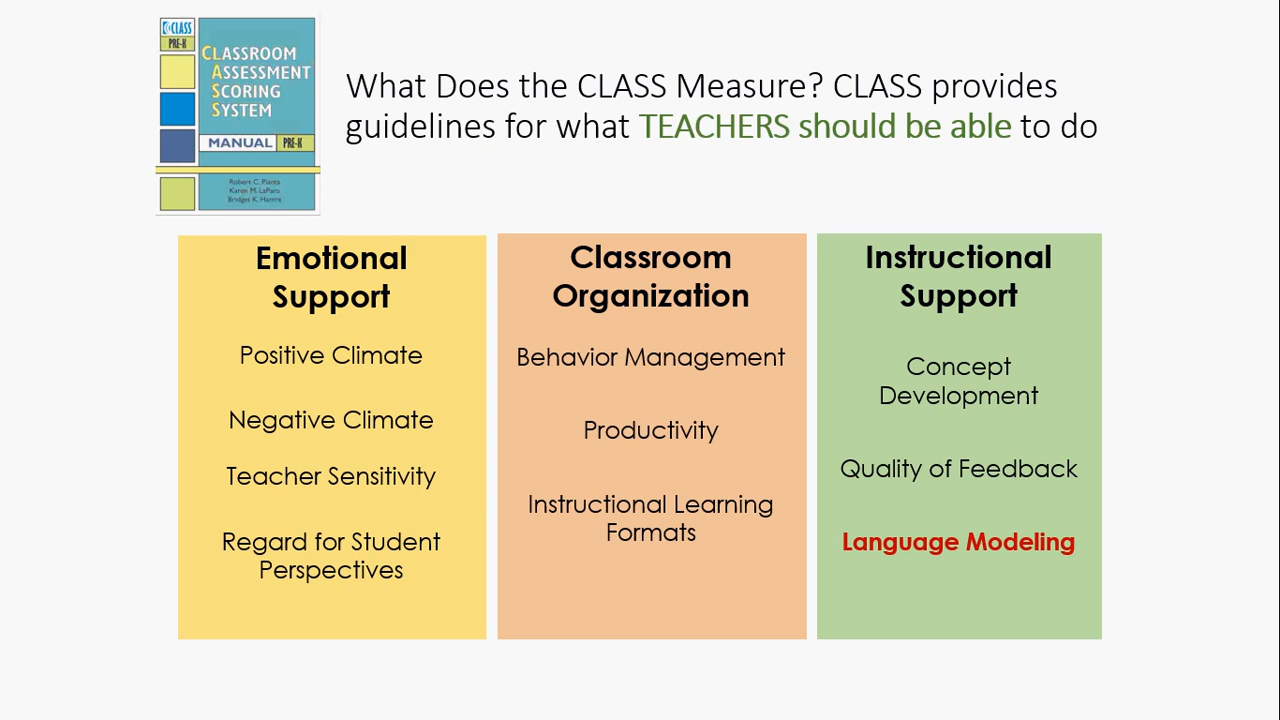 CLASS
PRE-K
CLASSROOM
ASSESSMENT
SCORING
SYSTEM
MANUAL PRE-K
Robert C. Pianta
Karen M. LaParo
Bridget K. Hamre
What Does the CLASS Measure? CLASS provides
guidelines for what TEACHERS should be able to do
Emotional
Support
Positive Climate
Negative Climate
Teacher Sensitivity
Regard for Student
Perspectives
Classroom
Organization
Behavior Management
Productivity
Instructional Learning
Formats
Instructional
Support
Concept
Development
Quality of Feedback
Language Modeling